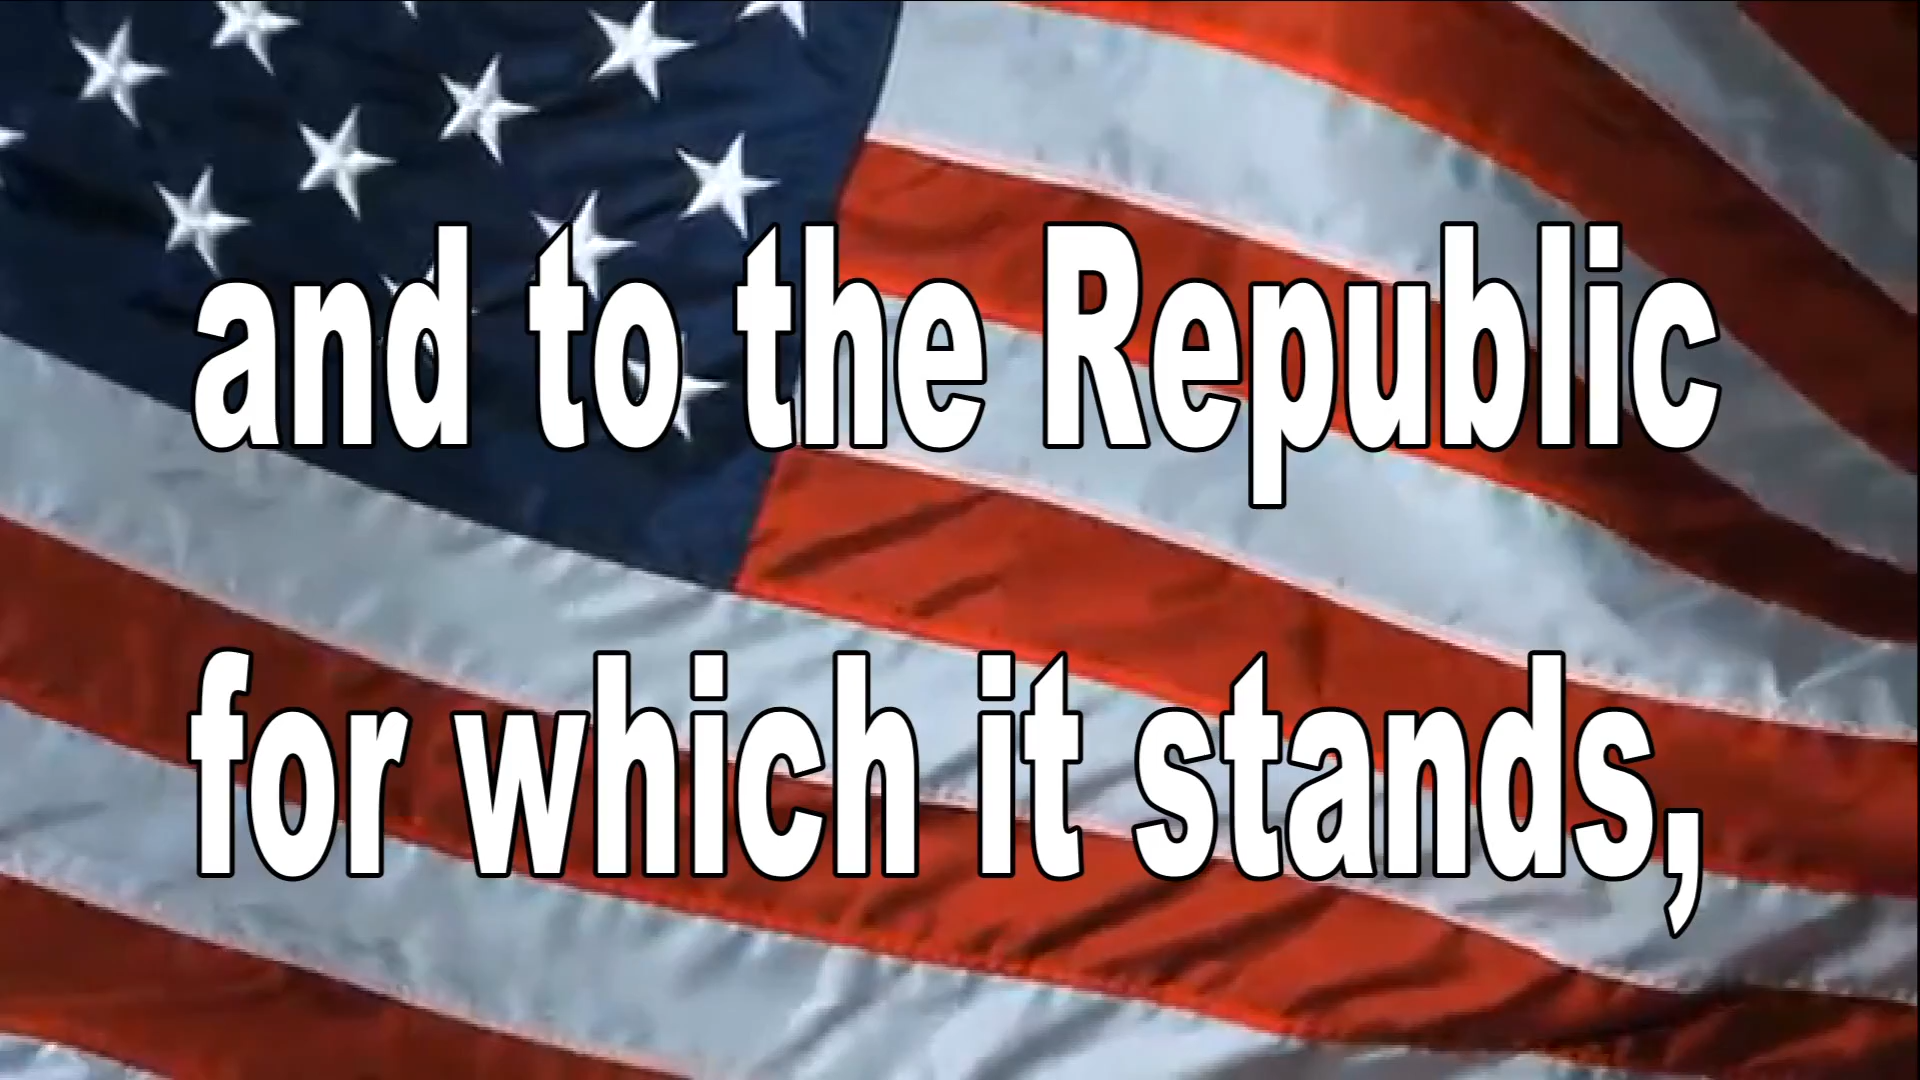 and to the Republic
for which it stands,